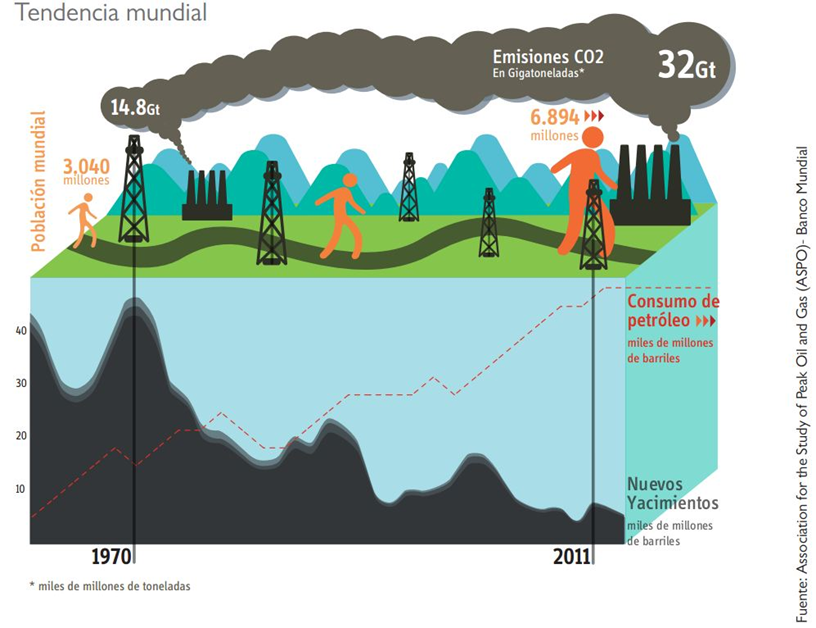 Tendencia mundial
Emisiones CO2
En Gigatoneladas*
32Gt
14.8Gt
6.894
millones
3.040
millones
Población mundial
Consumo de
petróleo
miles de millones
de barriles
40
30
20
10
Nuevos
Yacimientos
miles de millones
de barriles
1970
2011
* miles de millones de toneladas
Fuente: Association for the Study of Peak Oil and Gas (ASPO)- Banco Mundial